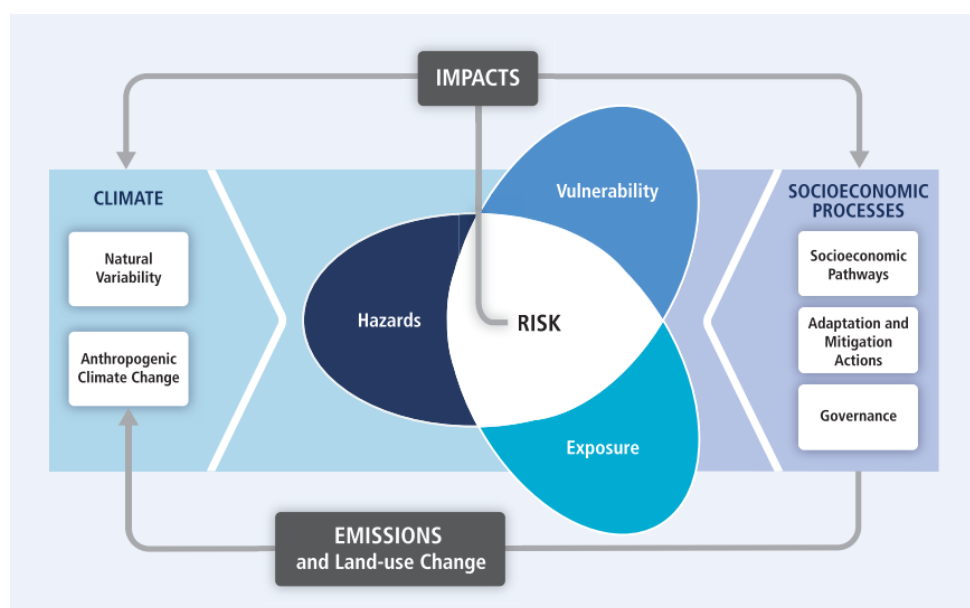 IMPACTS
CLIMATE
Natural
Variability
Anthropogenic
Climate Change
Vulnerability
Hazards
RISK
Exposure
SOCIOECONOMIC
PROCESSES
Socioeconomic
Pathways
Adaptation and
Mitigation
Actions
Governance
EMISSIONS
and Land-use Change